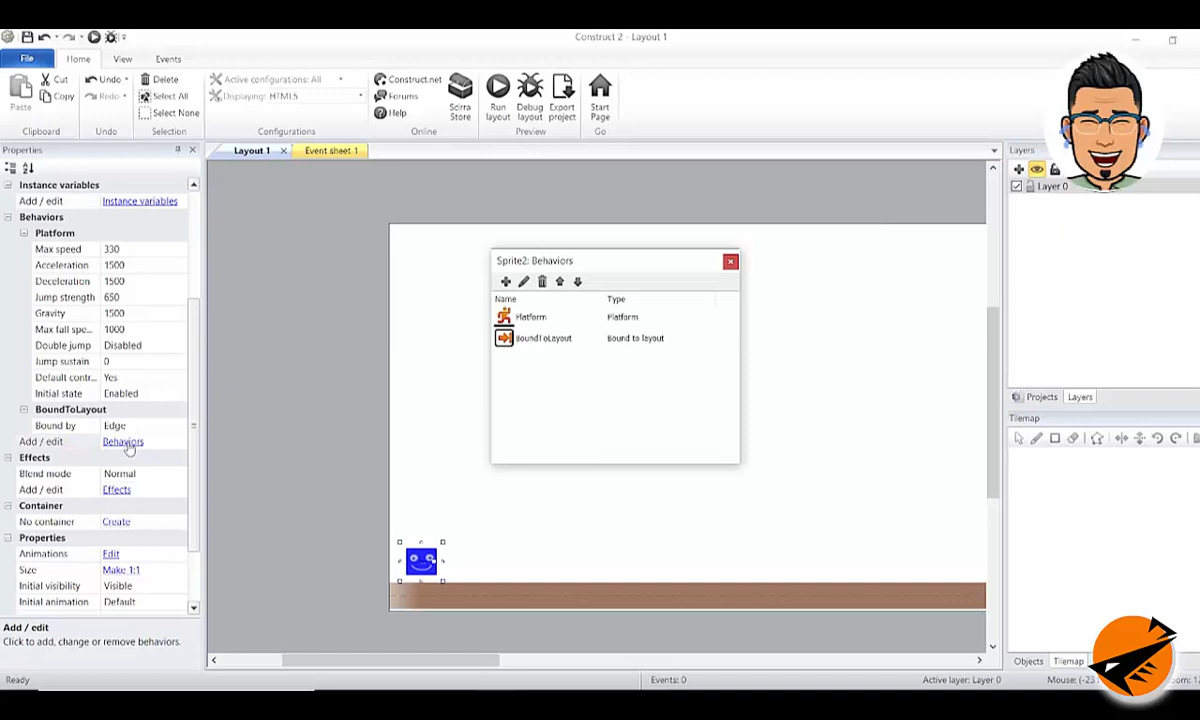 Construct 2 - Layout 1
File Home View Events
Paste Cut Copy Clipboard
Undo Redo Undo
Delete Select All Select None Selection
Active configurations: All
Displaying: HTML5
Configurations
Construct.net Forums Help Scirra Store Online
Run layout Debug layout Export project Preview
Start Page Go
Properties
Layout 1 Event sheet 1
Instance variables
Add / edit Instance variables
Behaviors
Platform
Max speed 330
Acceleration 1500
Deceleration 1500
Jump strength 650
Gravity 1500
Max fall spe... 1000
Double jump Disabled
Jump sustain 0
Default contr... Yes
Initial state Enabled
BoundToLayout
Bound by Edge
Add / edit Behaviors
Effects
Blend mode Normal
Add / edit Effects
Container
No container Create
Properties
Animations Edit
Size Make 1:1
Initial visibility Visible
Initial animation Default
Add / edit
Click to add, change or remove behaviors.
Sprite2: Behaviors
Name Type
Platform Platform
BoundToLayout Bound to layout
Layers
Layer 0
Projects Layers
Tilemap
Objects Tilemap
Ready Events: 0 Active layer: Layer 0 Mouse: